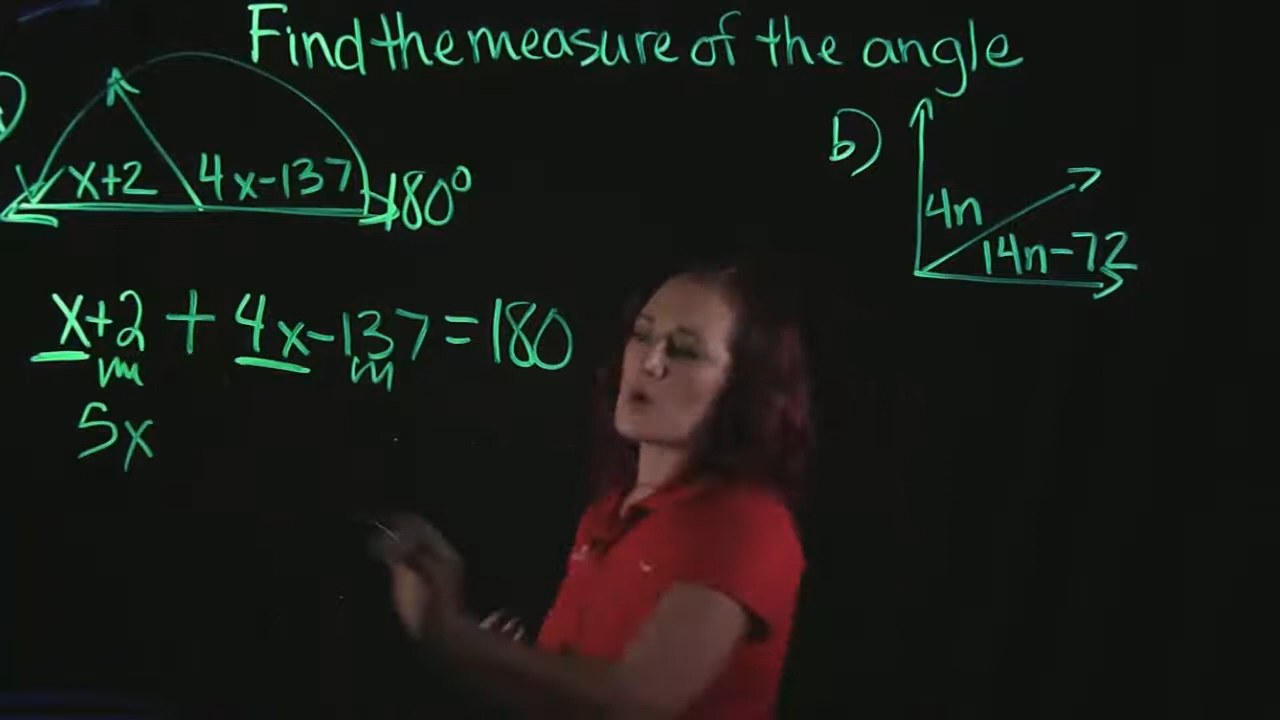 Find the measure of the angle
x+2
4x-137
180°
b)
4n
14n-72
x+2 + 4x-137=180
5x